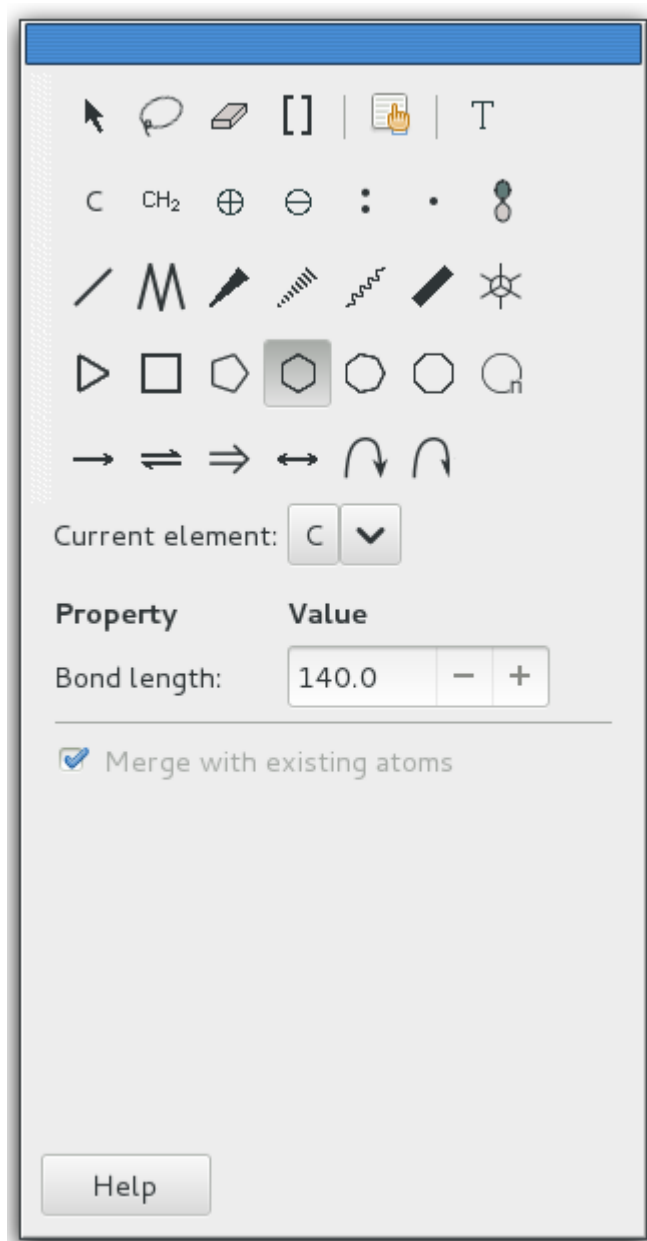 [ ] T
C CH₂
n
Current element: C
Property Value
Bond length: 140.0 − +
Merge with existing atoms
Help